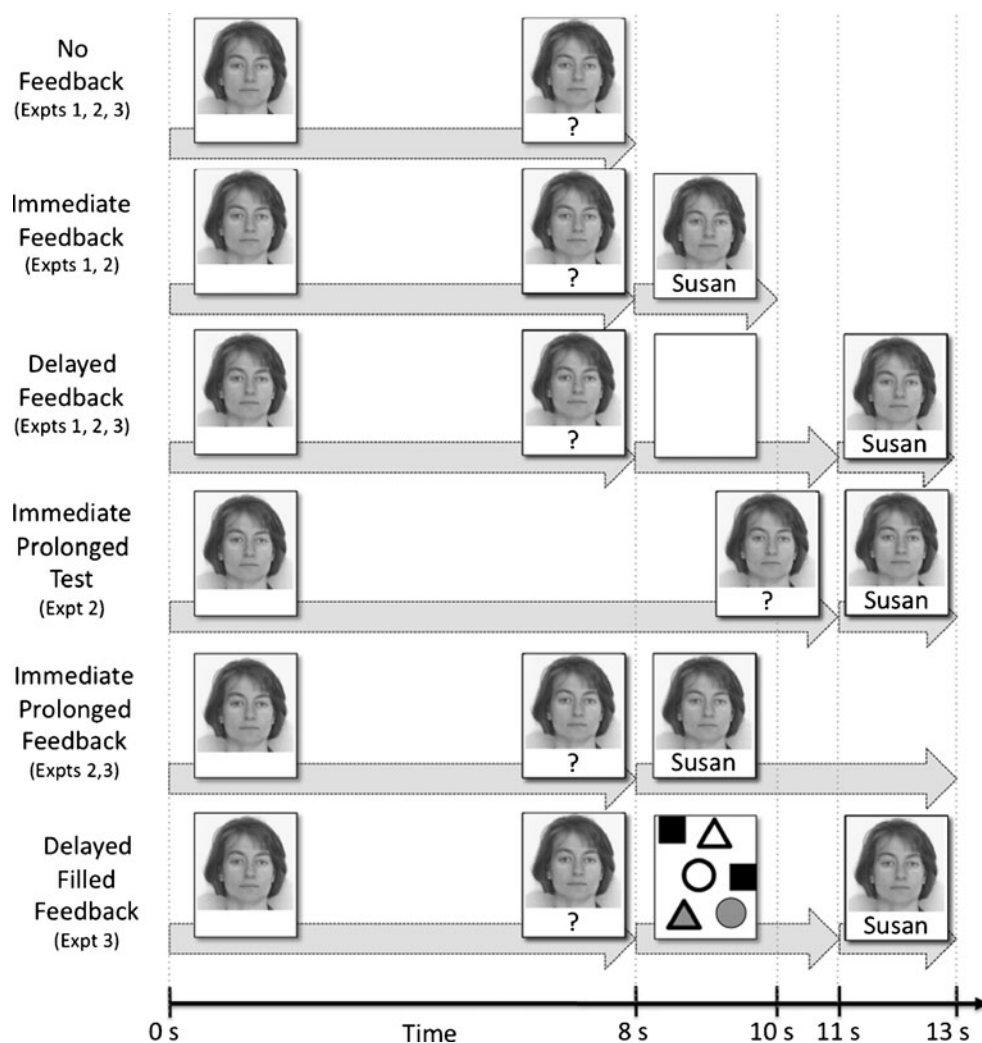 No
Feedback
(Expts 1, 2, 3)
?
Immediate
Feedback
(Expts 1, 2)
?
Susan
Delayed
Feedback
(Expts 1, 2, 3)
?
Susan
Immediate
Prolonged
Test
(Expt 2)
?
Susan
Immediate
Prolonged
Feedback
(Expts 2,3)
?
Susan
Delayed
Filled
Feedback
(Expt 3)
?
Susan
0 s Time 8 s 10 s 11 s 13 s